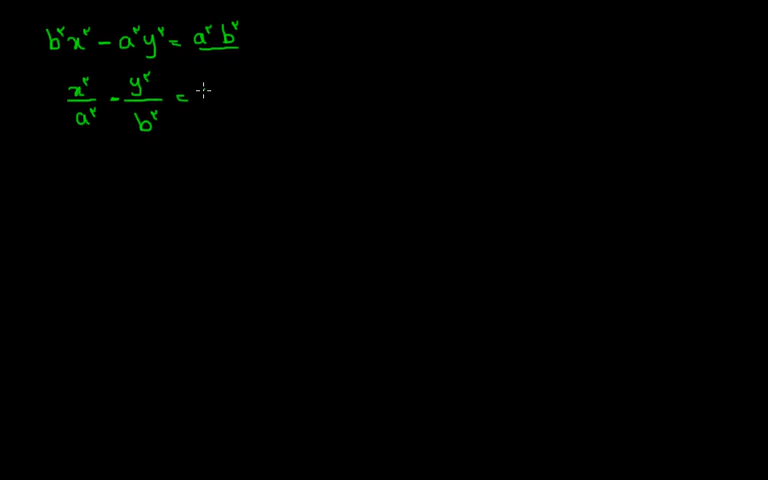 b²x² - a²y² = a²b²
x²/a² - y²/b² =